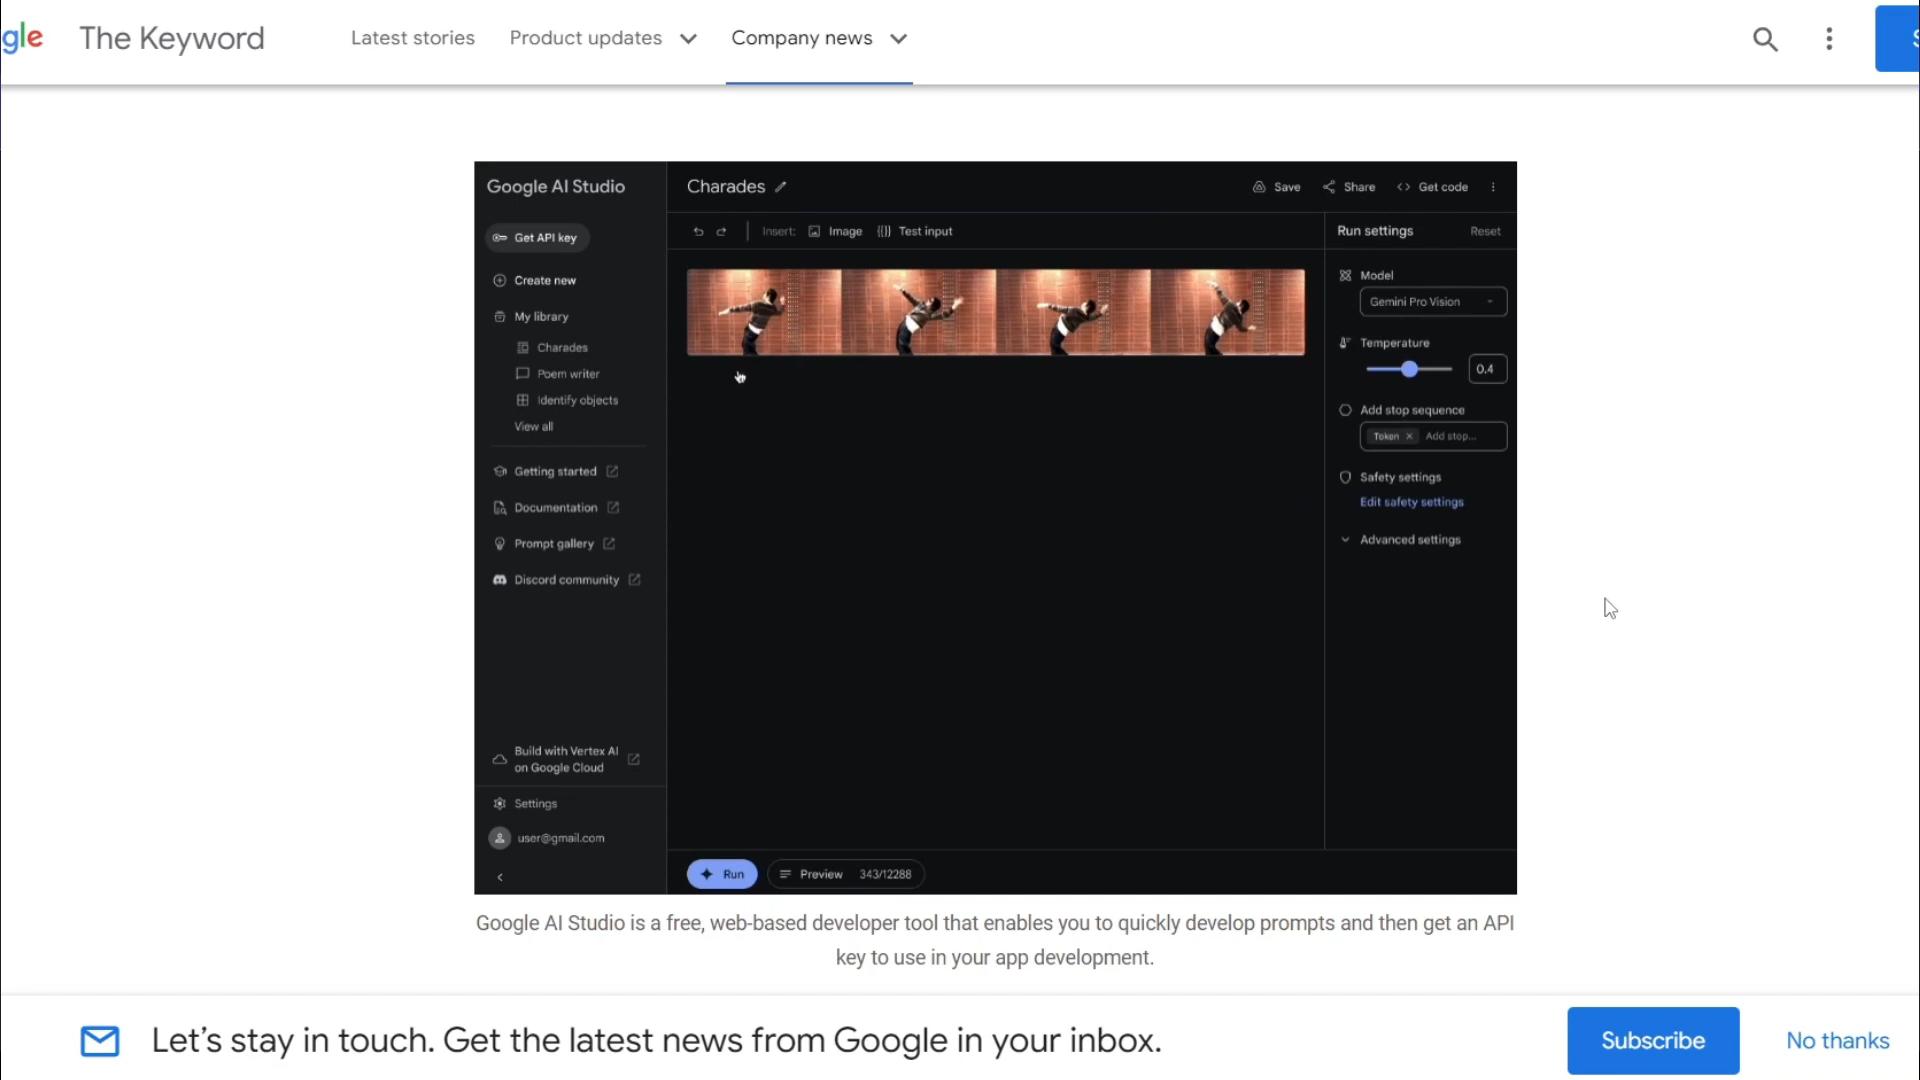 gle The Keyword Latest stories Product updates Company news
Google AI Studio
Get API key
Create new
My library
Charades
Poem writer
Identify objects
View all
Getting started
Documentation
Prompt gallery
Discord community
Build with Vertex AI
on Google Cloud
Settings
user@gmail.com
Charades Save Share Get code
Insert: Image Test input
Run settings Reset
Model
Gemini Pro Vision
Temperature
0.4
Add stop sequence
Token Add stop...
Safety settings
Edit safety settings
Advanced settings
Run Preview 343/12288
Google AI Studio is a free, web-based developer tool that enables you to quickly develop prompts and then get an API
key to use in your app development.
Let's stay in touch. Get the latest news from Google in your inbox. Subscribe No thanks